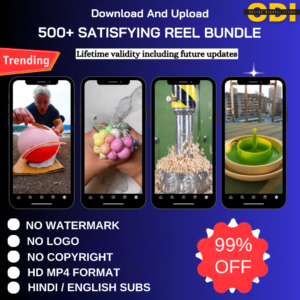 Download And Upload
ODI
500+ SATISFYING REEL BUNDLE
Lifetime validity including future updates
Trending
NO WATERMARK
NO LOGO
NO COPYRIGHT
HD MP4 FORMAT
HINDI / ENGLISH SUBS
99%
OFF